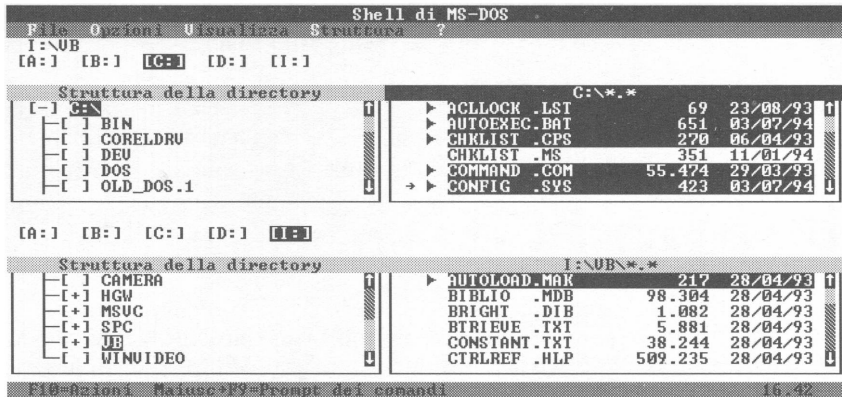 Shell di MS-DOS
File Opzioni Visualizza Struttura ?
I:\VB
[A:] [B:] [C:] [D:] [I:]
Struttura della directory
[-] C:\
[ ] BIN
[ ] CORELDRV
[ ] DEV
[ ] DOS
[ ] OLD_DOS.1
C:\*.*
ACLLOCK .LST 69 23/08/93
AUTOEXEC.BAT 651 03/07/94
CHKLIST .CPS 270 06/04/93
CHKLIST .MS 351 11/01/94
COMMAND .COM 55.474 29/03/93
CONFIG .SYS 423 03/07/94
[A:] [B:] [C:] [D:] [I:]
Struttura della directory
[ ] CAMERA
[+] HGW
[+] MSVC
[+] SPC
[+] VB
[ ] WINVIDEO
I:\VB\*.*
AUTOLOAD.MAK 217 28/04/93
BIBLIO .MDB 98.304 28/04/93
BRIGHT .DIB 1.082 28/04/93
BTRIEVE .TXT 5.881 28/04/93
CONSTANT.TXT 38.244 28/04/93
CTRLREF .HLP 509.235 28/04/93
F10=Azioni Maiusc+F9=Prompt dei comandi 16.42